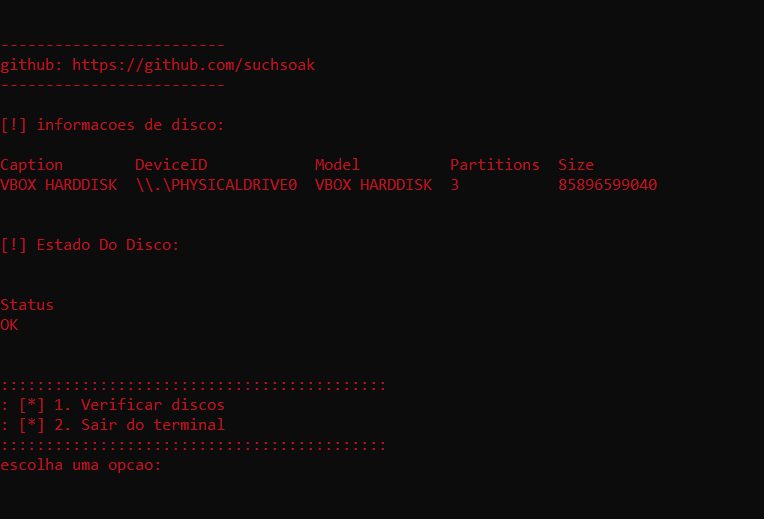 -------------------------
github: https://github.com/suchsoak
-------------------------
[!] informacoes de disco:
Caption        DeviceID            Model          Partitions  Size
VBOX HARDDISK  \\.\PHYSICALDRIVE0  VBOX HARDDISK  3           85896599040
[!] Estado Do Disco:
Status
OK
:::::::::::::::::::::::::::::::::::::::::::
: [*] 1. Verificar discos
: [*] 2. Sair do terminal
:::::::::::::::::::::::::::::::::::::::::::
escolha uma opcao: